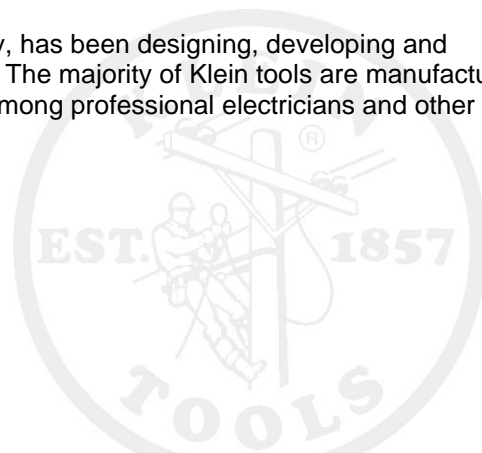 y, has been designing, developing and
The majority of Klein tools are manufactu
mong professional electricians and other
KLEIN
®
EST. 1857
TOOLS